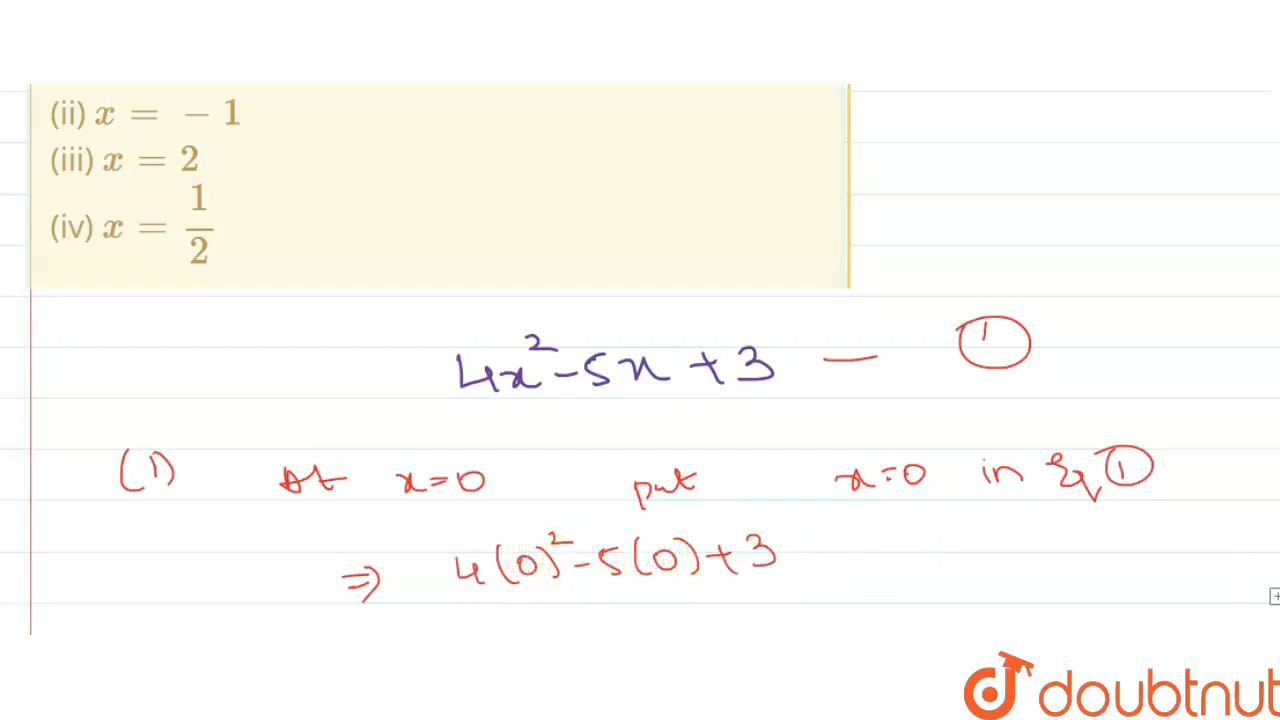 (ii) x = - 1
(iii) x = 2
(iv) x = 1/2
4x² - 5x + 3 — ①
(1) At x=0 put x=0 in Eq ①
⇒ 4(0)² - 5(0) + 3
doubtnut